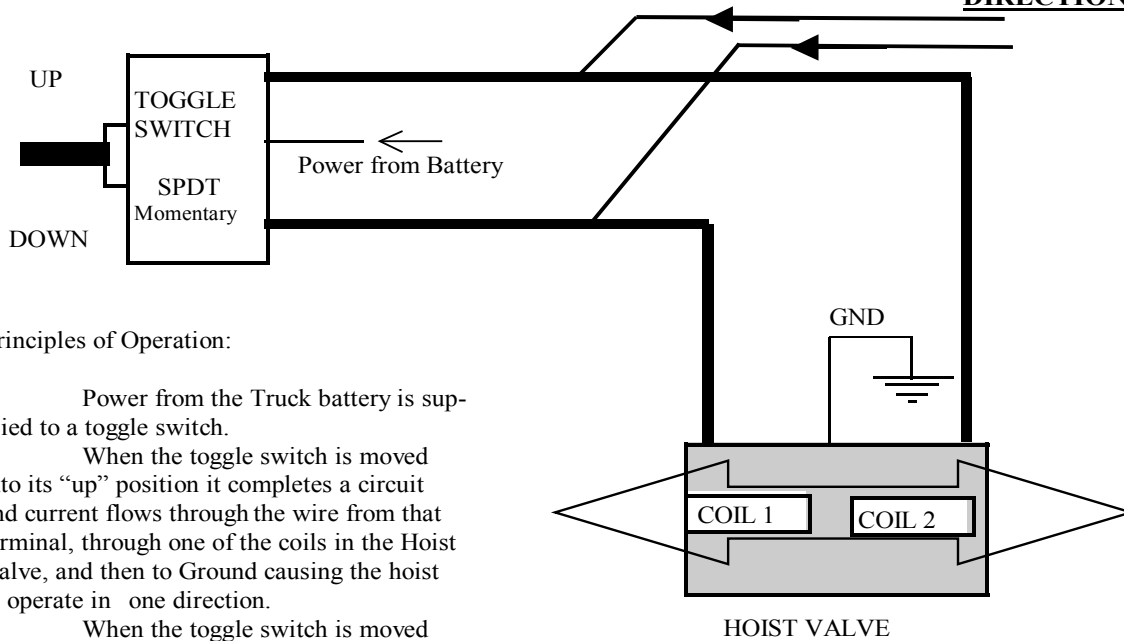 DIRECTION
UP
TOGGLE
SWITCH
Power from Battery
SPDT
Momentary
DOWN
GND
rinciples of Operation:
Power from the Truck battery is sup-
ied to a toggle switch.
When the toggle switch is moved
to its “up” position it completes a circuit
nd current flows through the wire from that
rminal, through one of the coils in the Hoist
alve, and then to Ground causing the hoist
operate in one direction.
When the toggle switch is moved
COIL 1
COIL 2
HOIST VALVE